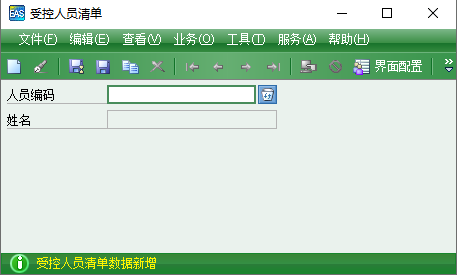 EAS 受控人员清单
文件(F) 编辑(E) 查看(V) 业务(O) 工具(T) 服务(A) 帮助(H)
界面配置
人员编码
姓名
受控人员清单数据新增